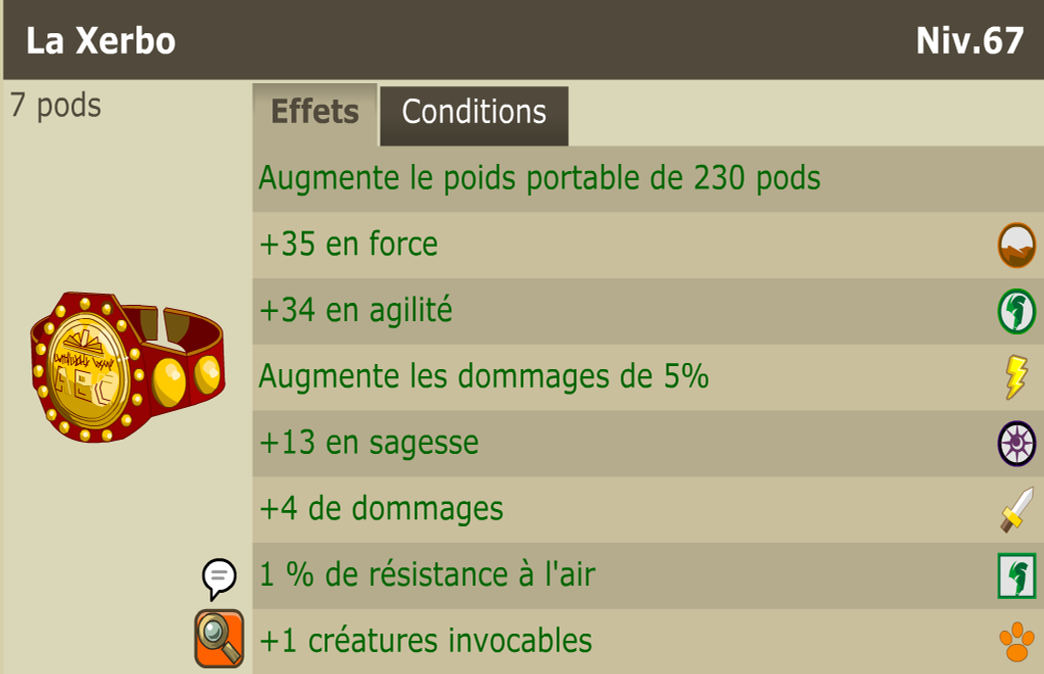 La Xerbo
Niv.67
7 pods
Effets
Conditions
Augmente le poids portable de 230 pods
+35 en force
+34 en agilité
Augmente les dommages de 5%
+13 en sagesse
+4 de dommages
1 % de résistance à l'air
+1 créatures invocables